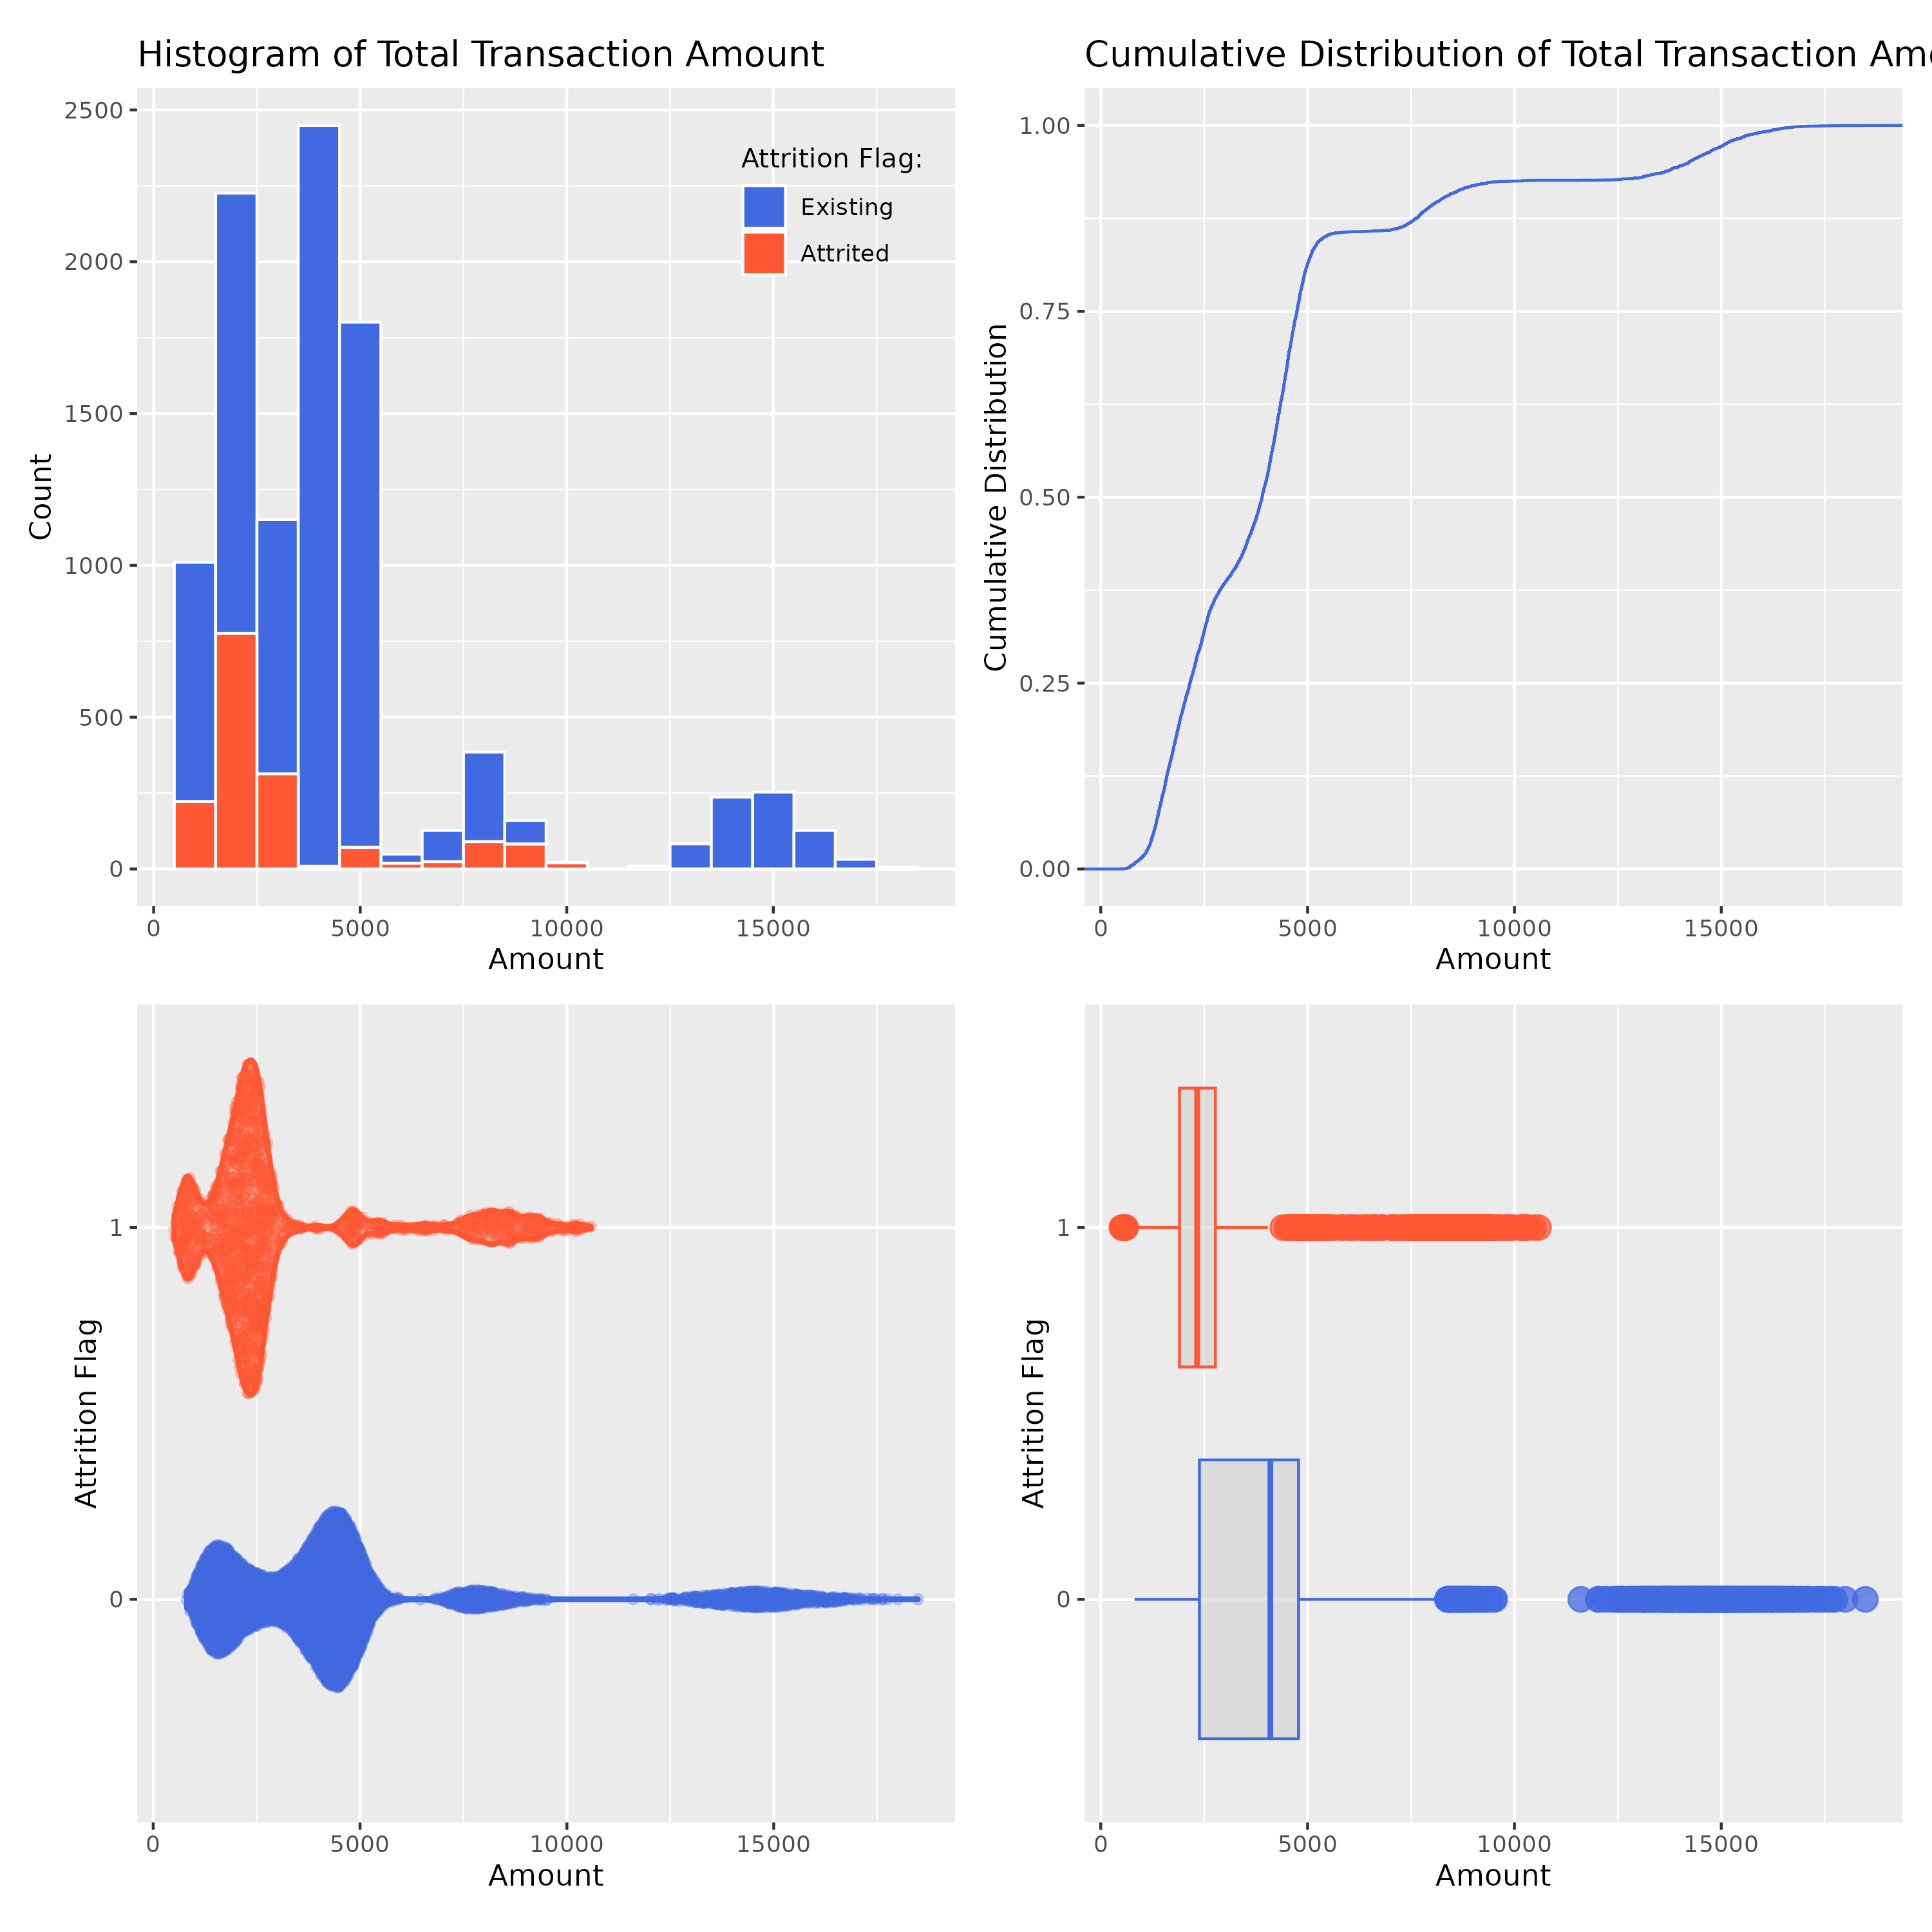 Histogram of Total Transaction Amount
2500
2000
1500
1000
500
0
Count
Attrition Flag:
Existing
Attrited
0 5000 10000 15000
Amount
Cumulative Distribution of Total Transaction
1.00
0.75
0.50
0.25
0.00
Cumulative Distribution
0 5000 10000 15000
Amount
1
0
Attrition Flag
0 5000 10000 15000
Amount
1
0
Attrition Flag
0 5000 10000 15000
Amount